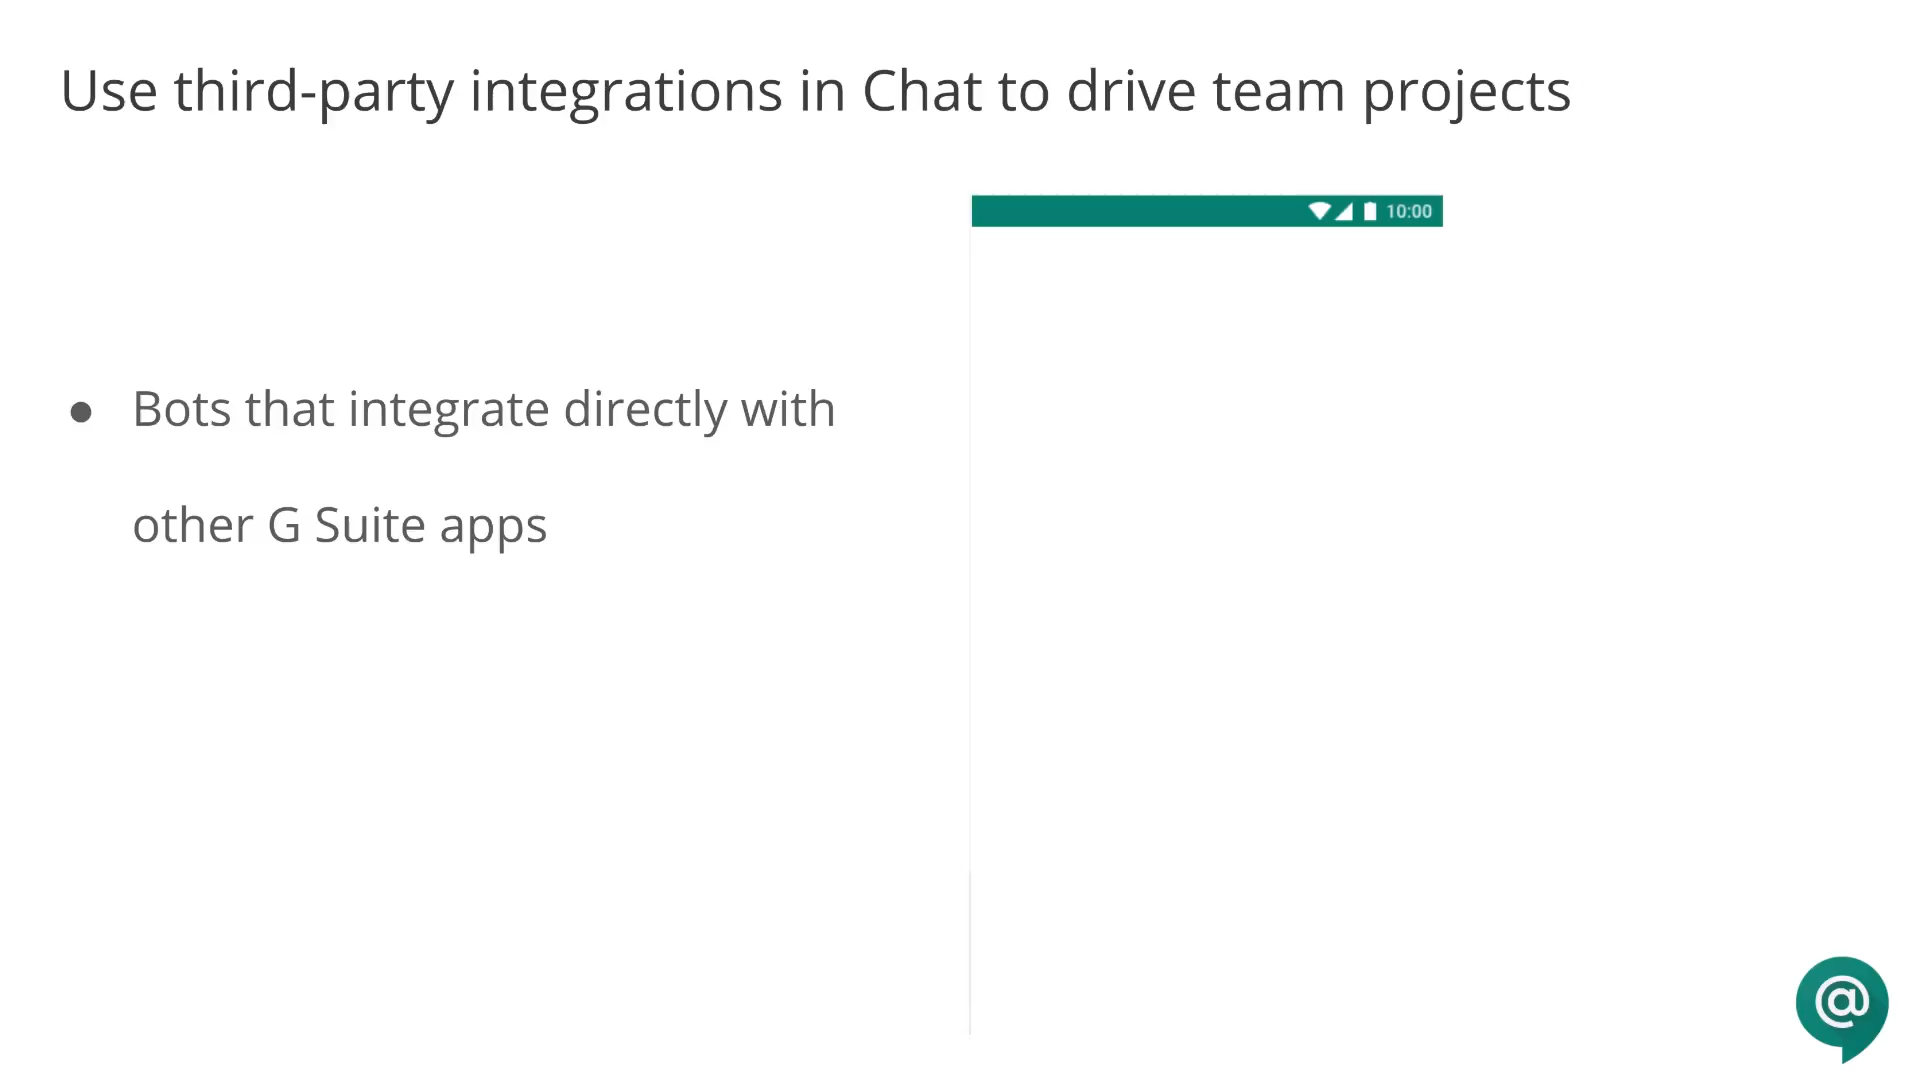 Use third-party integrations in Chat to drive team projects
10:00
● Bots that integrate directly with
other G Suite apps
@